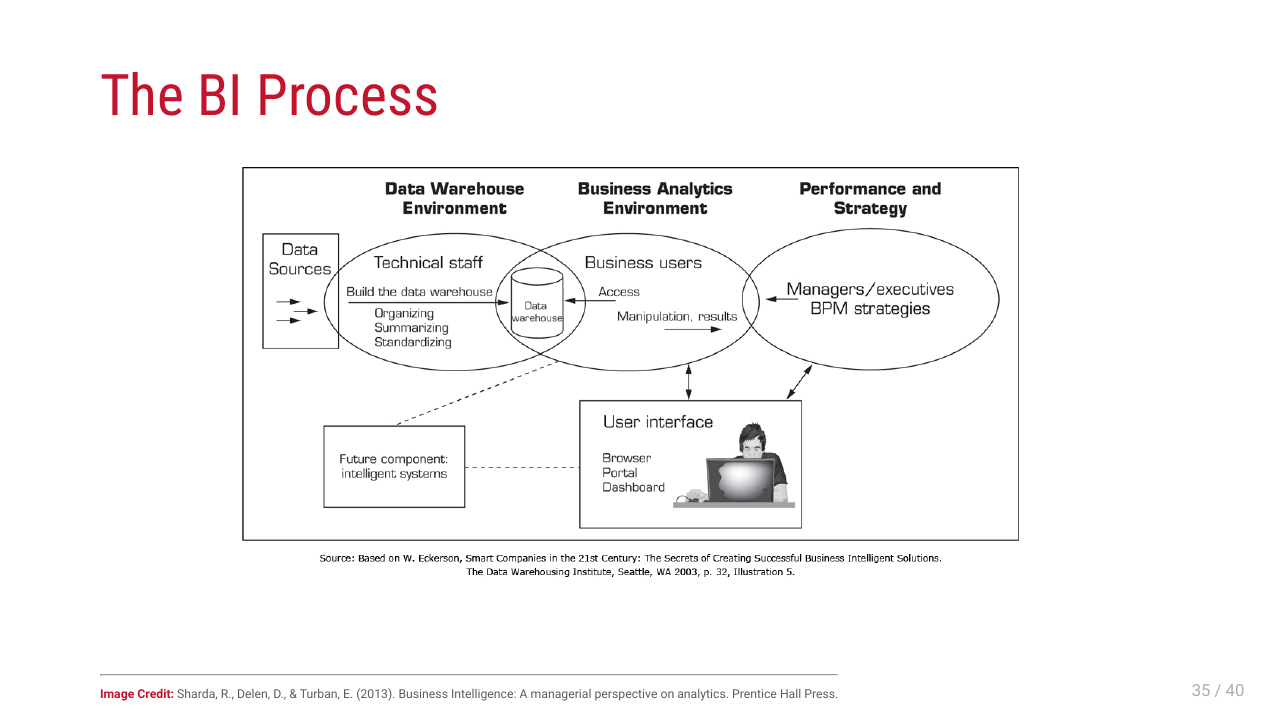 The BI Process
Data Warehouse
Environment
Business Analytics
Environment
Performance and
Strategy
Data
Sources
Technical staff
Build the data warehouse
Organizing
Summarizing
Standardizing
Data
warehouse
Business users
Access
Manipulation, results
Managers/executives
BPM strategies
Future component:
intelligent systems
User interface
Browser
Portal
Dashboard
Source: Based on W. Eckerson, Smart Companies in the 21st Century: The Secrets of Creating Successful Business Intelligent Solutions.
The Data Warehousing Institute, Seattle, WA 2003, p. 32, Illustration 5.
Image Credit: Sharda, R., Delen, D., & Turban, E. (2013). Business Intelligence: A managerial perspective on analytics. Prentice Hall Press.
35 / 40